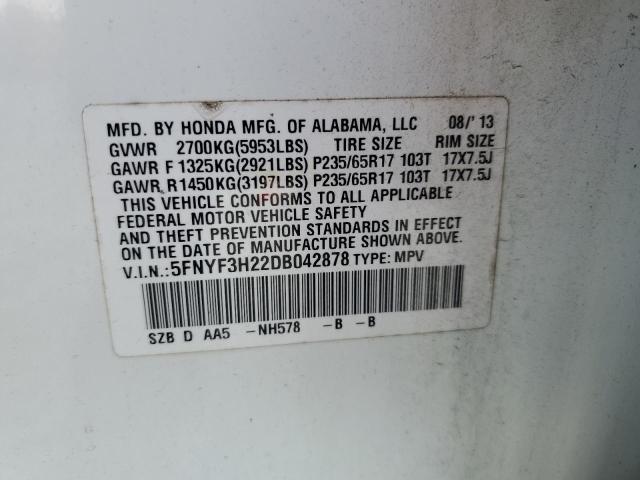 MFD. BY HONDA MFG. OF ALABAMA, LLC 08/'13
GVWR 2700KG(5953LBS) TIRE SIZE RIM SIZE
GAWR F 1325KG(2921LBS) P235/65R17 103T 17X7.5J
GAWR R1450KG(3197LBS) P235/65R17 103T 17X7.5J
THIS VEHICLE CONFORMS TO ALL APPLICABLE
FEDERAL MOTOR VEHICLE SAFETY
AND THEFT PREVENTION STANDARDS IN EFFECT
ON THE DATE OF MANUFACTURE SHOWN ABOVE.
V.I.N.:5FNYF3H22DB042878 TYPE: MPV
SZB D AA5 -NH578 -B -B